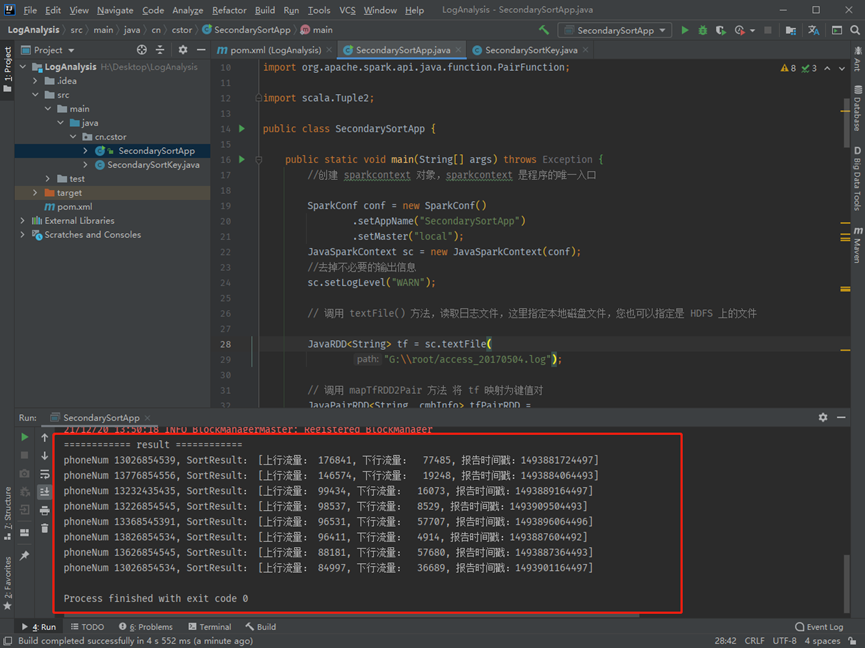 File Edit View Navigate Code Analyze Refactor Build Run Tools VCS Window Help LogAnalysis - SecondarySortApp.java
LogAnalysis src main java cn cstor SecondarySortApp main SecondarySortApp
Project pom.xml (LogAnalysis) SecondarySortApp.java SecondarySortKey.java
1: Project
LogAnalysis H:\Desktop\LogAnalysis
.idea
src
main
java
cn.cstor
SecondarySortApp
SecondarySortKey.java
test
target
pom.xml
External Libraries
Scratches and Consoles
8 3
10 import org.apache.spark.api.java.function.PairFunction;
11
12 import scala.Tuple2;
13
14 public class SecondarySortApp {
15
16 public static void main(String[] args) throws Exception {
17 //创建 sparkcontext 对象，sparkcontext 是程序的唯一入口
18
19 SparkConf conf = new SparkConf()
20 .setAppName("SecondarySortApp")
21 .setMaster("local");
22 JavaSparkContext sc = new JavaSparkContext(conf);
23 //去掉不必要的输出信息
24 sc.setLogLevel("WARN");
25
26 // 调用 textFile() 方法，读取日志文件，这里指定本地磁盘文件，您也可以指定是 HDFS 上的文件
27
28 JavaRDD<String> tf = sc.textFile(
29 path: "G:\\root/access_20170504.log");
30
31 // 调用 mapTfRDD2Pair 方法 将 tf 映射为键值对
32 JavaPairRDD<String, cmbInfo> tfPairRDD =
Ant
Database
Big Data Tools
Maven
Run: SecondarySortApp
21/12/20 13:50:18 INFO BlockManagerMaster: Registered BlockManager
============ result ============
phoneNum 13026854539, SortResult: [上行流量: 176841, 下行流量: 77485, 报告时间戳：1493881724497]
phoneNum 13776854556, SortResult: [上行流量: 146574, 下行流量: 19248, 报告时间戳：1493884064493]
phoneNum 13232435435, SortResult: [上行流量: 99434, 下行流量: 16073, 报告时间戳：1493889164497]
phoneNum 13226854545, SortResult: [上行流量: 98537, 下行流量: 8529, 报告时间戳：1493909504493]
phoneNum 13368545391, SortResult: [上行流量: 96531, 下行流量: 57707, 报告时间戳：1493896064496]
phoneNum 13826854534, SortResult: [上行流量: 96411, 下行流量: 4914, 报告时间戳：1493887604492]
phoneNum 13626854545, SortResult: [上行流量: 88181, 下行流量: 57680, 报告时间戳：1493887364493]
phoneNum 13026854534, SortResult: [上行流量: 84997, 下行流量: 36689, 报告时间戳：1493901164497]
Process finished with exit code 0
Z: Structure
2: Favorites
4: Run TODO 6: Problems Terminal Build Event Log
Build completed successfully in 4 s 552 ms (a minute ago) 28:42 CRLF UTF-8 4 spaces